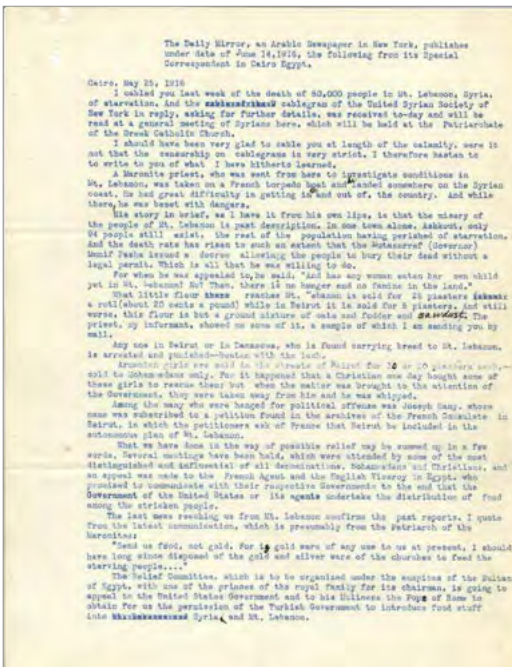 The Daily Mirror, an Arabic Newspaper in New York, publishes
under date of June 14, 1916, the following from its Special
Correspondent in Cairo Egypt.
Cairo, May 25, 1916
I cabled you last week of the death of 80,000 people in Mt. Lebanon, Syria,
of starvation. And the cablegram of the United Syrian Society of
New York in reply, asking for further details, was received to-day and will be
read at a general meeting of Syrians here, which will be held at the Patriarchate
of the Greek Catholic Church.
I should have been very glad to cable you at length of the calamity, were it
not that the censorship on cablegrams is very strict. I therefore hasten to
to write to you of what I have hitherto learned.
A Maronite priest, who was sent from here to investigate conditions in
Mt. Lebanon, was taken on a French torpedo boat and landed somewhere on the Syrian
coast. He had great difficulty in getting in and out of, the country. And while
there, he was beset with dangers.
His story in brief, as I have it from his own lips, is that the misery of
the people of Mt. Lebanon is past description. In one town alone, Ashkout, only
people still exist, the rest of the population having perished of starvation.
And the death rate has risen to such an extent that the Mutasarref (Governor)
Munif Pasha issued a decree allowing the people to bury their dead without a
legal permit. Which is all that he was willing to do.
For when he was appealed to, he said, "And has any woman eaten her own child
yet in Mt. Lebanon? No? Then, there is no hunger and no famine in the land."
What little flour reaches Mt. Lebanon is sold for 25 piasters
a rotl (about 20 cents a pound) while in Beirut it is sold for piasters. And still
worse, this flour is but a ground mixture of oats and fodder and sawdust. The
priest, my informant, showed me some of it, a sample of which I am sending you by
mail.
Any one in Beirut or in Damascus, who is found carrying bread to Mt. Lebanon,
is arrested and punished—beaten with the lash.
Armenian girls are sold in the streets of Beirut for or 20 piasters each,—
sold to Mohammedans only. For it happened that a Christian one day bought some of
these girls to rescue them; but when the matter was brought to the attention of
the Government, they were taken away from him and he was whipped.
Among the many who were hanged for political offense was Joseph Hany, whose
name was subscribed to a petition found in the archives of the French Consulate in
Beirut, in which the petitioners ask of France that Beirut be included in the
autonomous plan of Mt. Lebanon.
What we have done in the way of possible relief may be summed up in a few
words. Several meetings have been held, which were attended by some of the most
distinguished and influential of all denominations, Mohammedans and Christians, and
an appeal was made to the French Agent and the English Viceroy in Egypt, who
promised to communicate with their respective Governments to the end that the
Government of the United States or its agents undertake the distribution of food
among the stricken people.
The last news reaching us from Mt. Lebanon confirms the past reports. I quote
from the latest communication, which is presumably from the Patriarch of the
Maronites:
"Send us food, not gold. For if gold were of any use to us at present, I should
have long since disposed of the gold and silver ware of the churches to feed the
starving people...."
The Relief Committee, which is to be organized under the auspices of the Sultan
of Egypt, with one of the princes of the royal family for its chairman, is going to
appeal to the United States Government and to his Holiness the Pope of Rome to
obtain for us the permission of the Turkish Government to introduce food stuff
into Syria, and Mt. Lebanon.